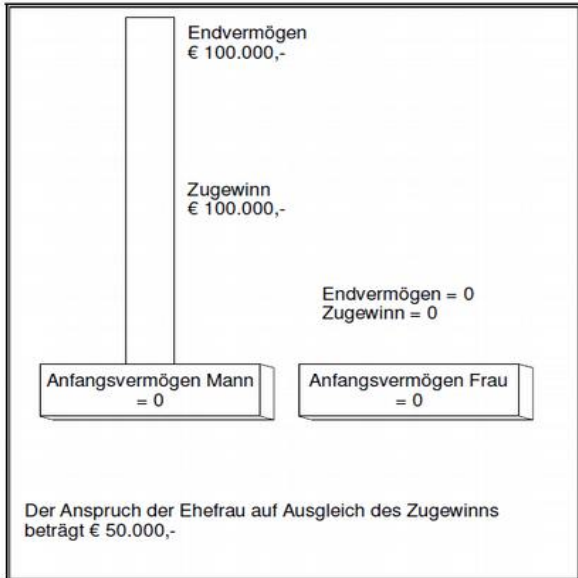 Endvermögen
€ 100.000,-
Zugewinn
€ 100.000,-
Endvermögen = 0
Zugewinn = 0
Anfangsvermögen Mann
= 0
Anfangsvermögen Frau
= 0
Der Anspruch der Ehefrau auf Ausgleich des Zugewinns
beträgt € 50.000,-